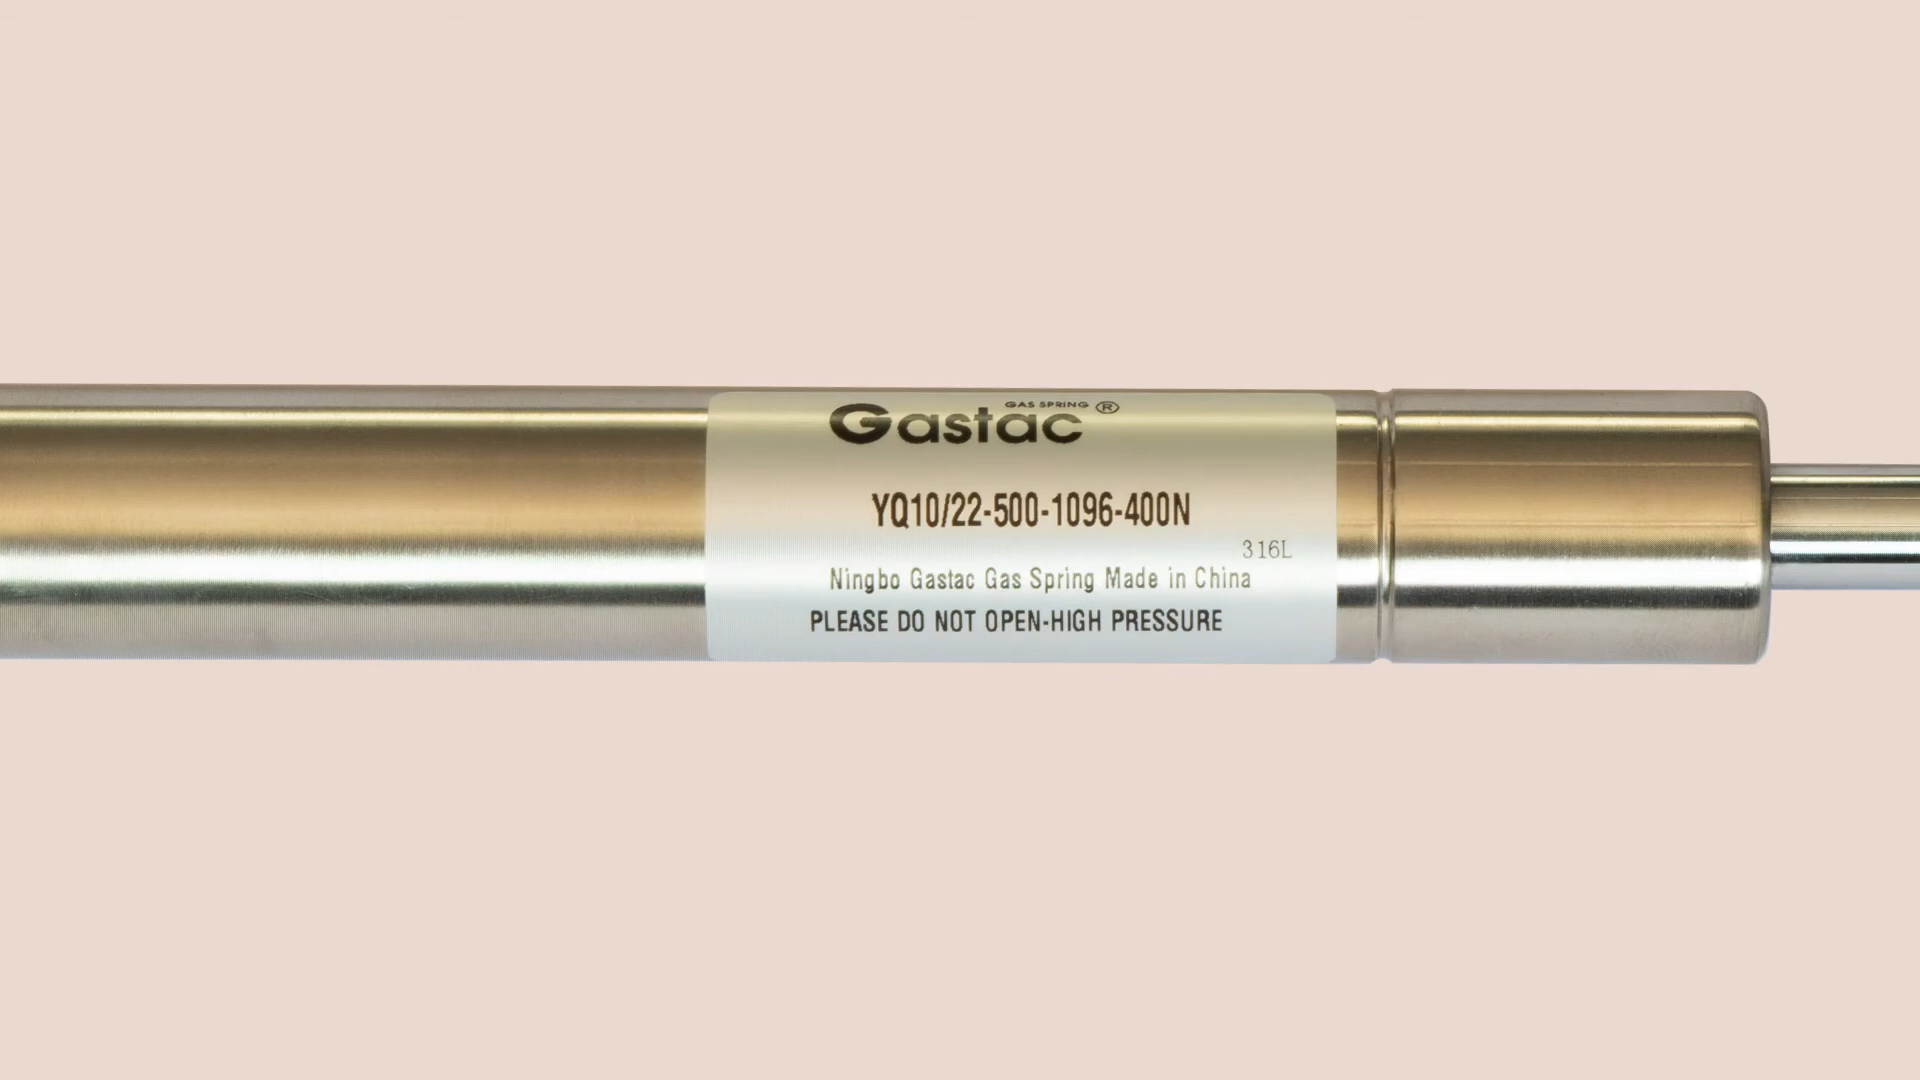 GAS SPRING ®
Gastac
YQ10/22-500-1096-400N
316L
Ningbo Gastac Gas Spring Made in China
PLEASE DO NOT OPEN-HIGH PRESSURE